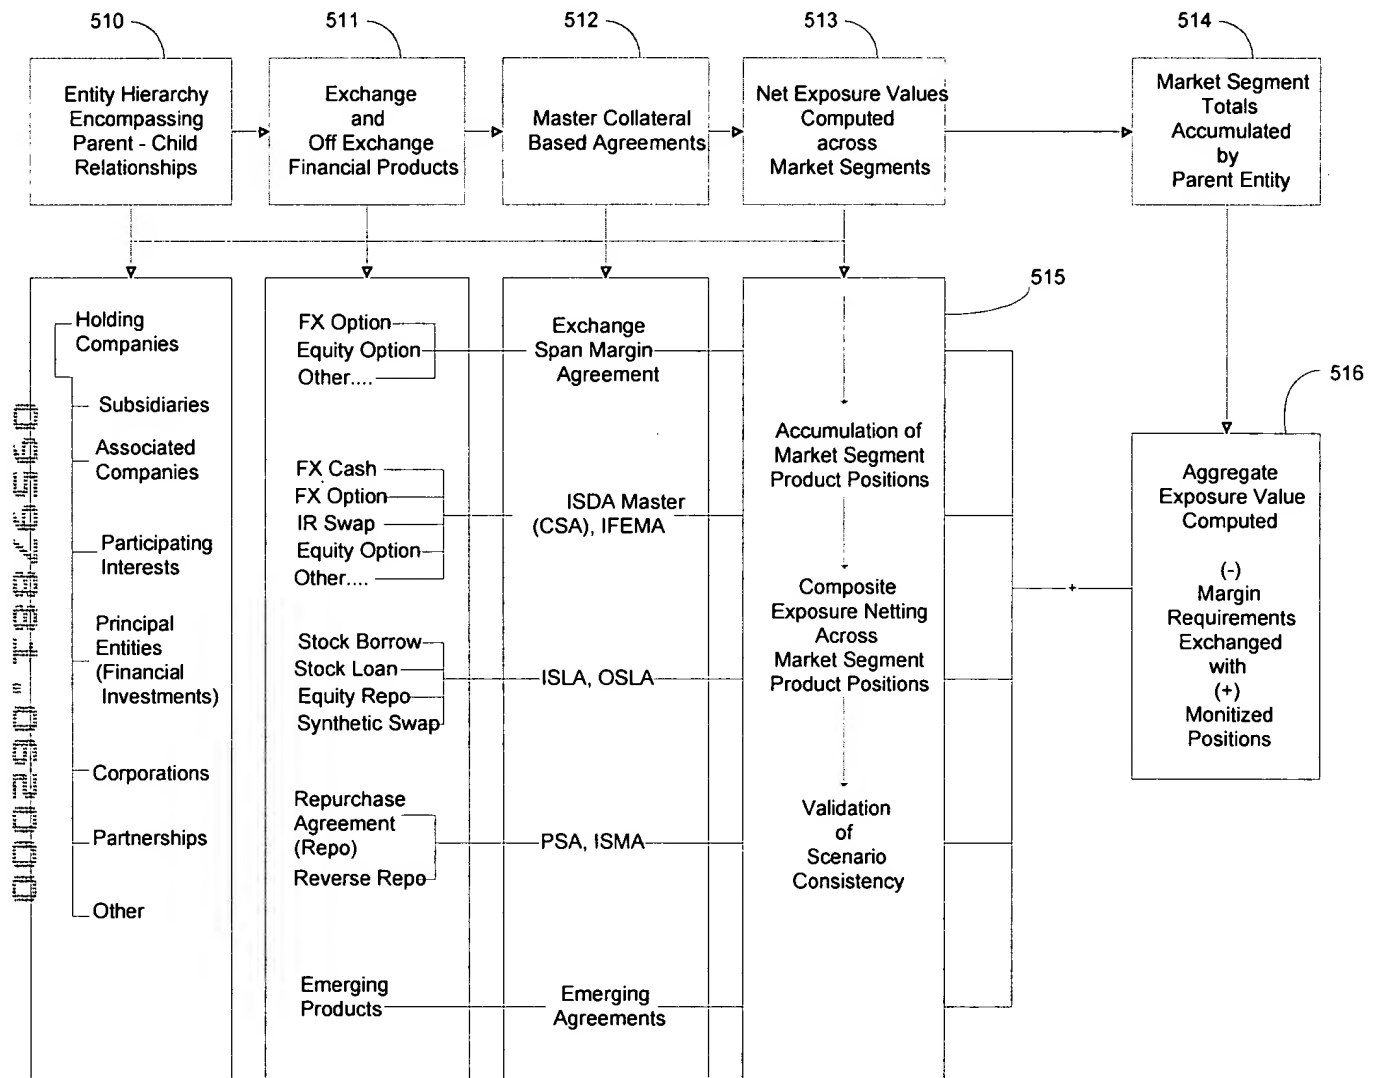 510
511
512
513
514
Entity Hierarchy
Encompassing
Parent - Child
Relationships
Exchange
and
Off Exchange
Financial Products
Master Collateral
Based Agreements
Net Exposure Values
Computed
across
Market Segments
Market Segment
Totals
Accumulated
by
Parent Entity
Holding
Companies
Subsidiaries
Associated
Companies
Participating
Interests
Principal
Entities
(Financial
Investments)
Corporations
Partnerships
Other
FX Option
Equity Option
Other....
FX Cash
FX Option
IR Swap
Equity Option
Other....
Stock Borrow
Stock Loan
Equity Repo
Synthetic Swap
Repurchase
Agreement
(Repo)
Reverse Repo
Emerging
Products
Exchange
Span Margin
Agreement
ISDA Master
(CSA), IFEMA
ISLA, OSLA
PSA, ISMA
Emerging
Agreements
515
Accumulation of
Market Segment
Product Positions
Composite
Exposure Netting
Across
Market Segment
Product Positions
Validation
of
Scenario
Consistency
+
516
Aggregate
Exposure Value
Computed
(-)
Margin
Requirements
Exchanged
with
(+)
Monitized
Positions